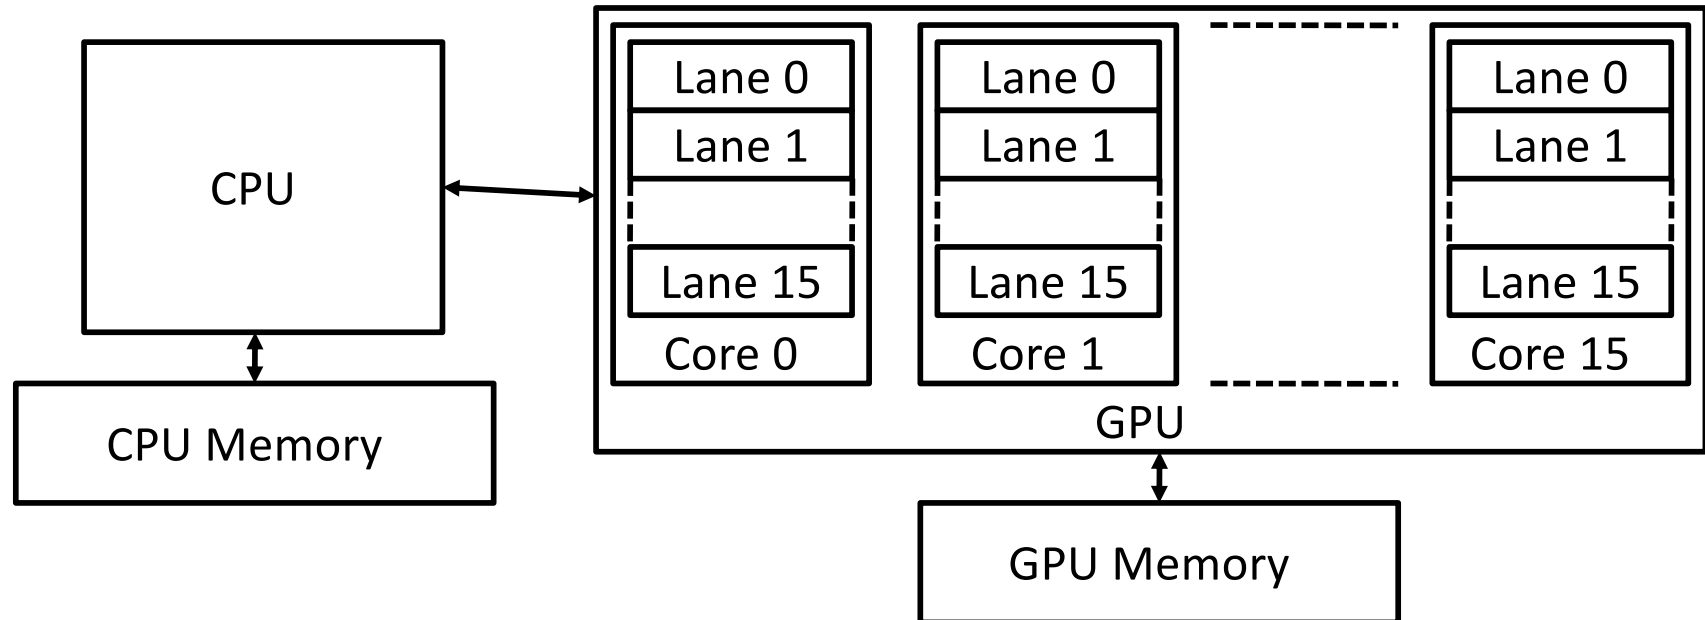 CPU
CPU Memory
Lane 0
Lane 1
Lane 15
Core 0
Lane 0
Lane 1
Lane 15
Core 1
Lane 0
Lane 1
Lane 15
Core 15
GPU
GPU Memory